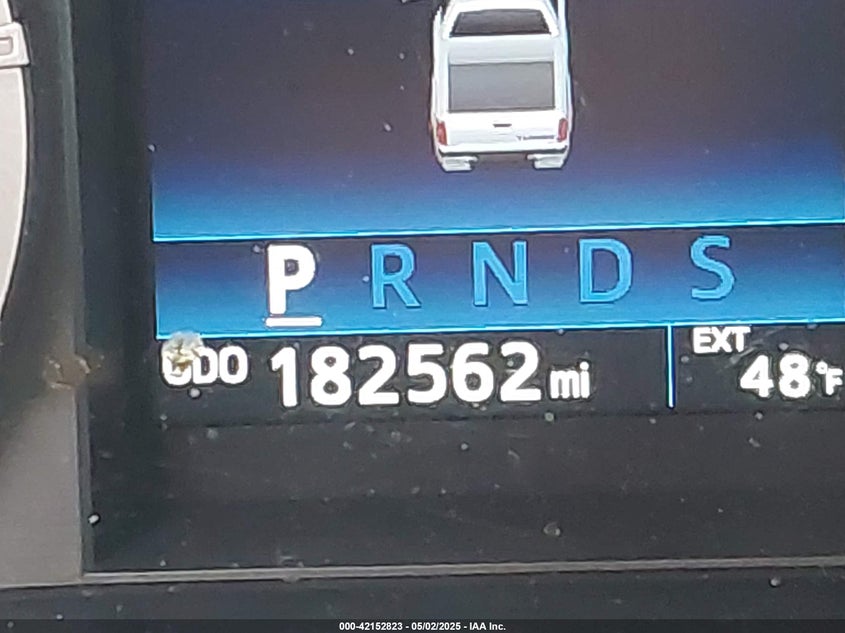 P R N D S
ODO 182562 mi
EXT
48°F
000-42152823 - 05/02/2025 - IAA Inc.